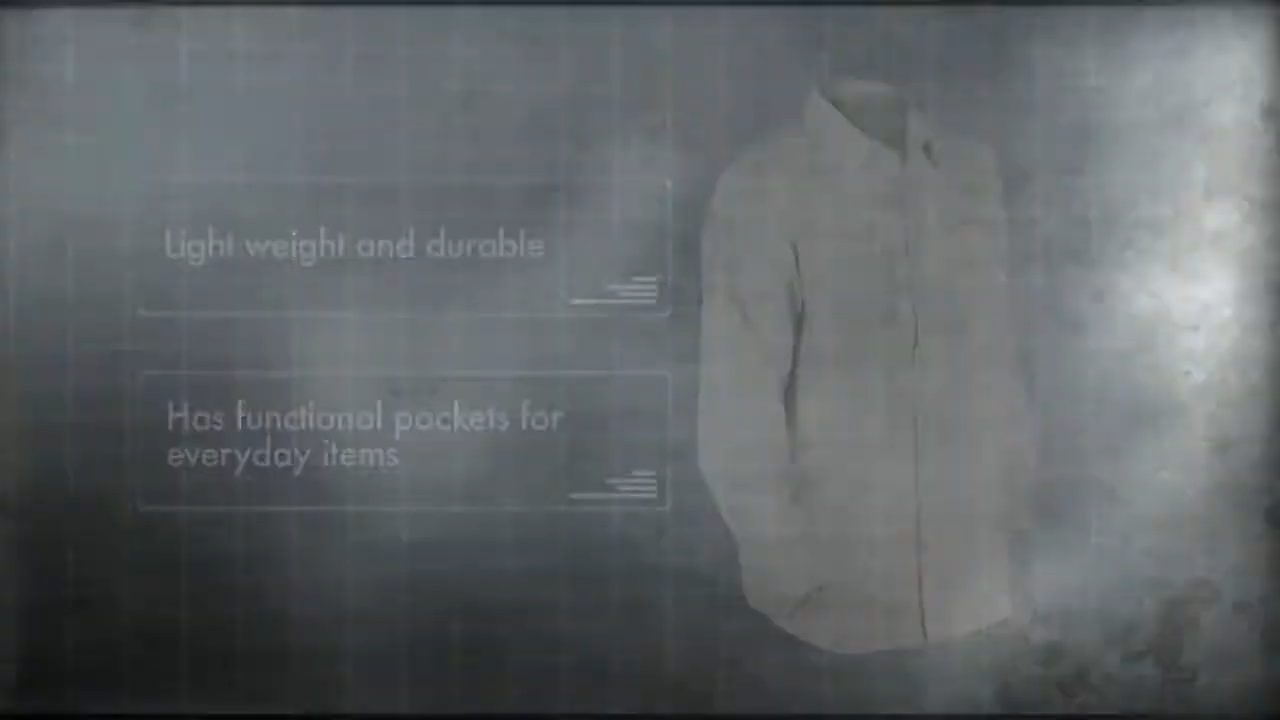 Light weight and durable
Has functional pockets for
everyday items